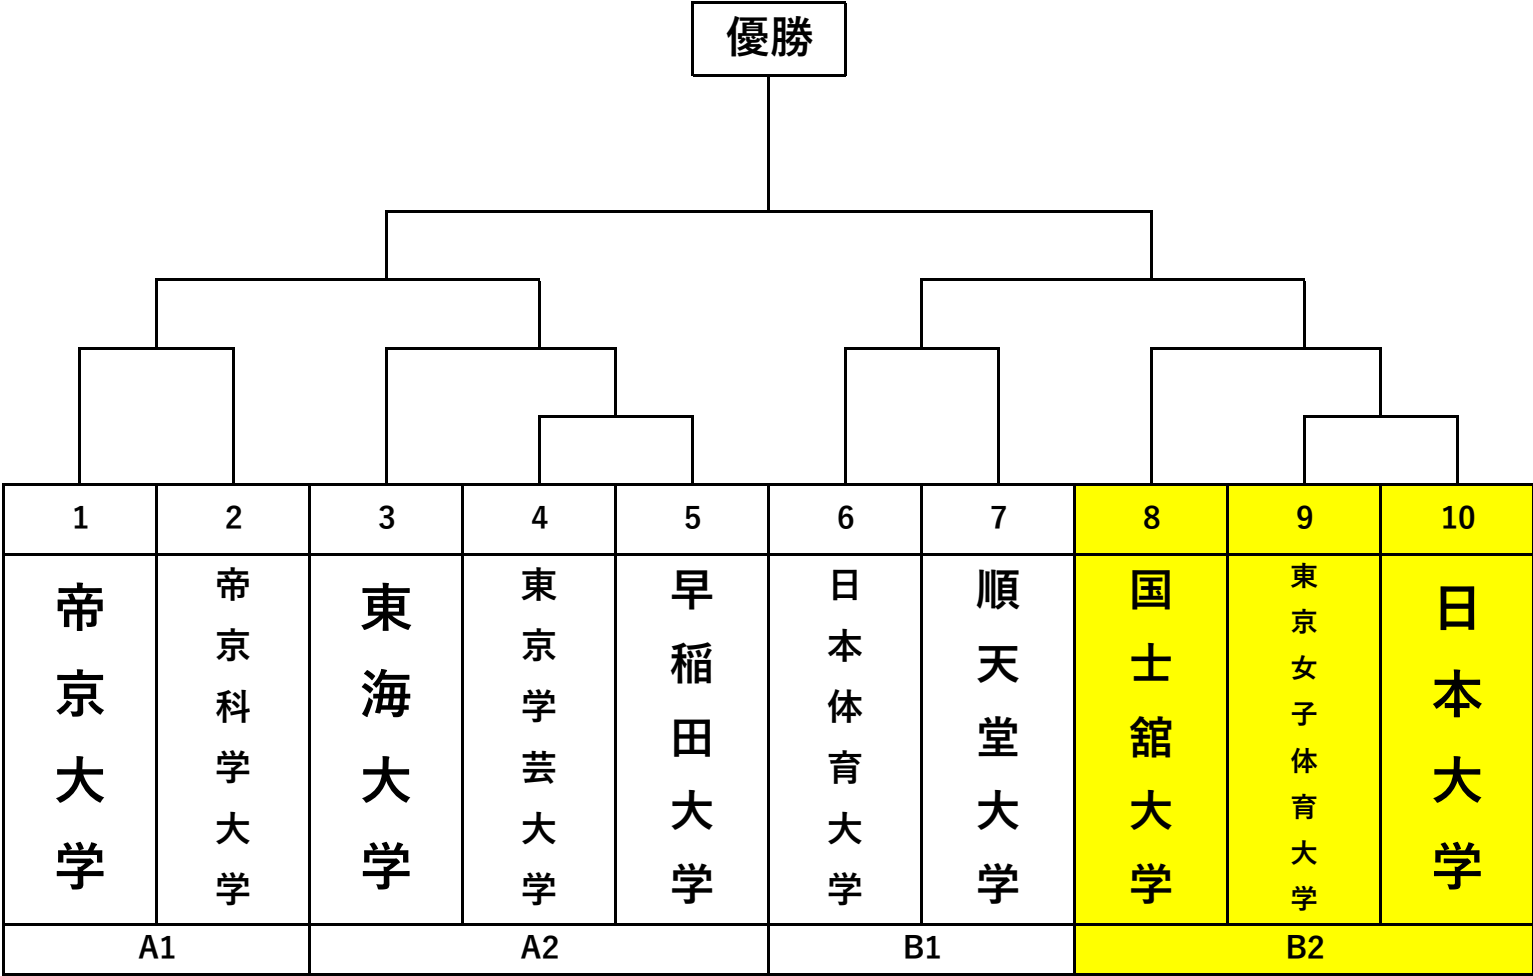 優勝
1
2
3
4
5
6
7
8
9
10
帝京大学
帝京科学大学
東海大学
東京学芸大学
早稲田大学
日本体育大学
順天堂大学
国士舘大学
東京女子体育大学
日本大学
A1
A2
B1
B2